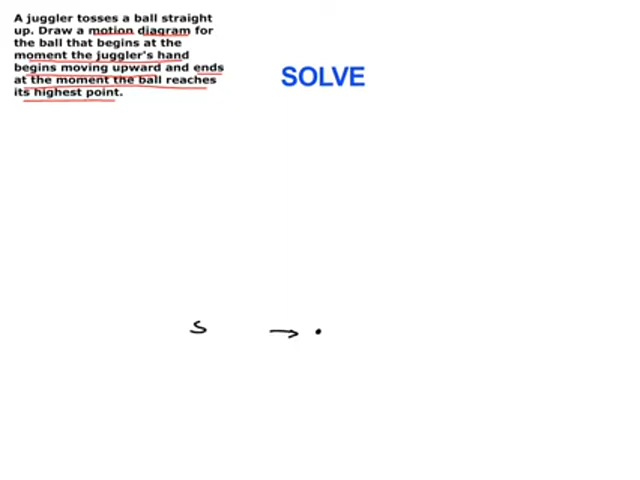 A juggler tosses a ball straight
up. Draw a motion diagram for
the ball that begins at the
moment the juggler's hand
begins moving upward and ends
at the moment the ball reaches
its highest point.
SOLVE
S →